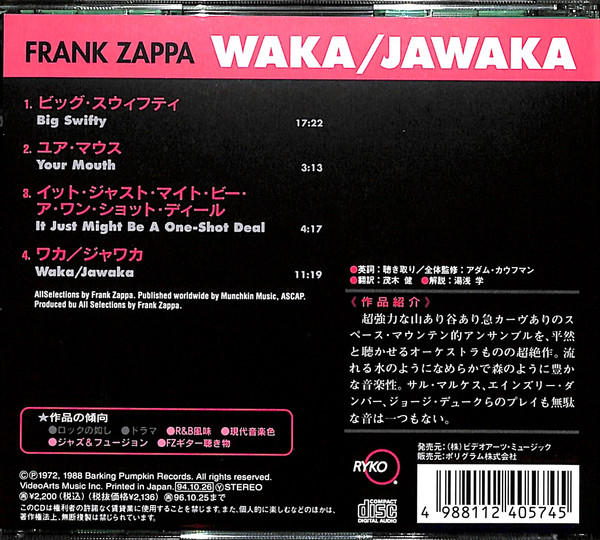 FRANK ZAPPA WAKA/JAWAKA
1. ビッグ・スウィフティ
Big Swifty 17:22
2. ユア・マウス
Your Mouth 3:13
3. イット・ジャスト・マイト・ビー・
ア・ワン・ショット・ディール
It Just Might Be A One-Shot Deal 4:17
4. ワカ／ジャワカ
Waka/Jawaka 11:19
AllSelections by Frank Zappa. Published worldwide by Munchkin Music, ASCAP.
Produced bu All Selections by Frank Zappa.
●英詞：聴き取り／全体監修：アダム・カウフマン
●翻訳：茂木 健 ●解説：湯浅 学
《作品紹介》
超強力な山あり谷あり急カーヴありのス
ペース・マウンテン的アンサンブルを、平然
と聴かせるオーケストラものの超絶作。流
れる水のようになめらかで森のように豊か
な音楽性。サル・マルケス、エインズリー・ダ
ンバー、ジョージ・デュークらのプレイも無駄
な音は一つもない。
★作品の傾向
●ロックの如し ●ドラマ ●R&B風味 ●現代音楽色
●ジャズ＆フュージョン ●FZギター聴き物
ⒸⓅ1972, 1988 Barking Pumpkin Records. All rights reserved.
VideoArts Music Inc. Printed in Japan. 94.10.26 Ⓨ STEREO
㊢¥2,200（税込）（税抜価格¥2,136） ㊢96.10.25まで
このCDは権利者の許諾なく賃貸業に使用することを禁じます。また、個人的に楽しむなどのほかは、
著作権法上、無断複製は禁じられています。
RYKO
発売元：（株）ビデオアーツ・ミュージック
販売元：ポリグラム株式会社
COMPACT
disc
DIGITAL AUDIO
4 988112 405745